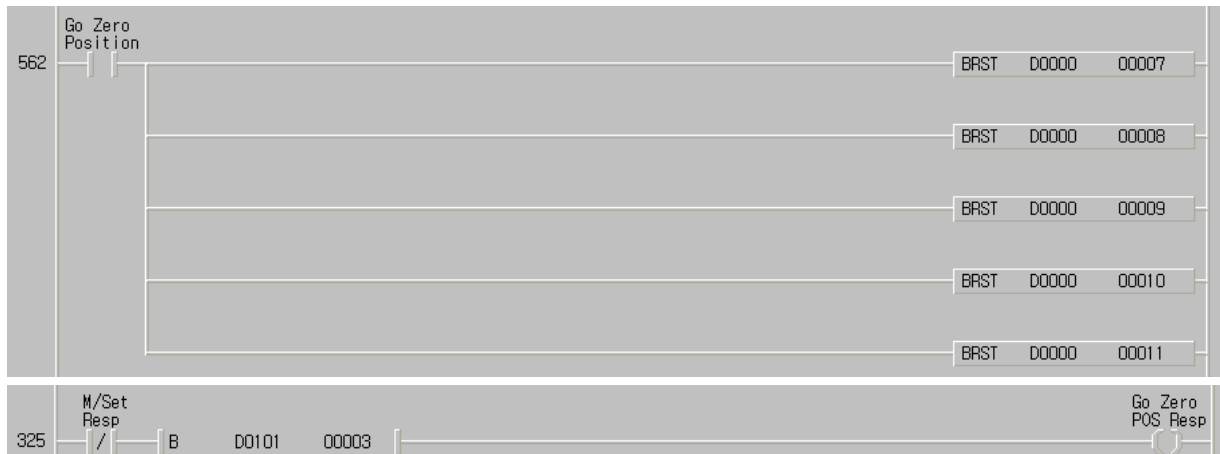 Go Zero
Position
562
BRST D0000 00007
BRST D0000 00008
BRST D0000 00009
BRST D0000 00010
BRST D0000 00011
M/Set
Resp
Go Zero
POS Resp
325 / B D0101 00003